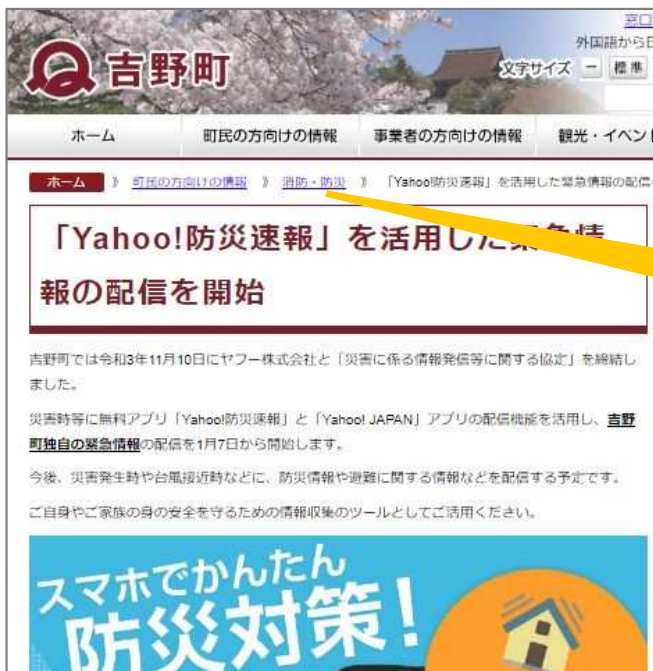 吉野町
窓口
外国語から日
文字サイズ － 標準
ホーム 町民の方向けの情報 事業者の方向けの情報 観光・イベント
ホーム 》 町民の方向けの情報 》 消防・防災 》 「Yahoo!防災速報」を活用した緊急情報の配信
「Yahoo!防災速報」を活用した緊急情
報の配信を開始
吉野町では令和3年11月10日にヤフー株式会社と「災害に係る情報発信等に関する協定」を締結し
ました。
災害時等に無料アプリ「Yahoo!防災速報」と「Yahoo! JAPAN」アプリの配信機能を活用し、吉野
町独自の緊急情報の配信を1月7日から開始します。
今後、災害発生時や台風接近時などに、防災情報や避難に関する情報などを配信する予定です。
ご自身やご家族の身の安全を守るための情報収集のツールとしてご活用ください。
スマホでかんたん
防災対策！